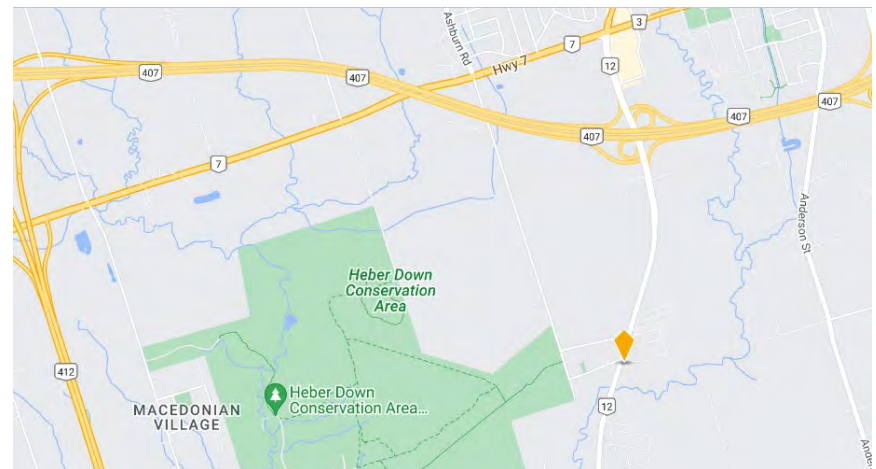 3
Ashburn Rd
7
Hwy 7
12
407
407
407
407
407
7
Anderson St
Heber Down
Conservation
Area
412
Heber Down
Conservation Area...
MACEDONIAN
VILLAGE
12
Anderson